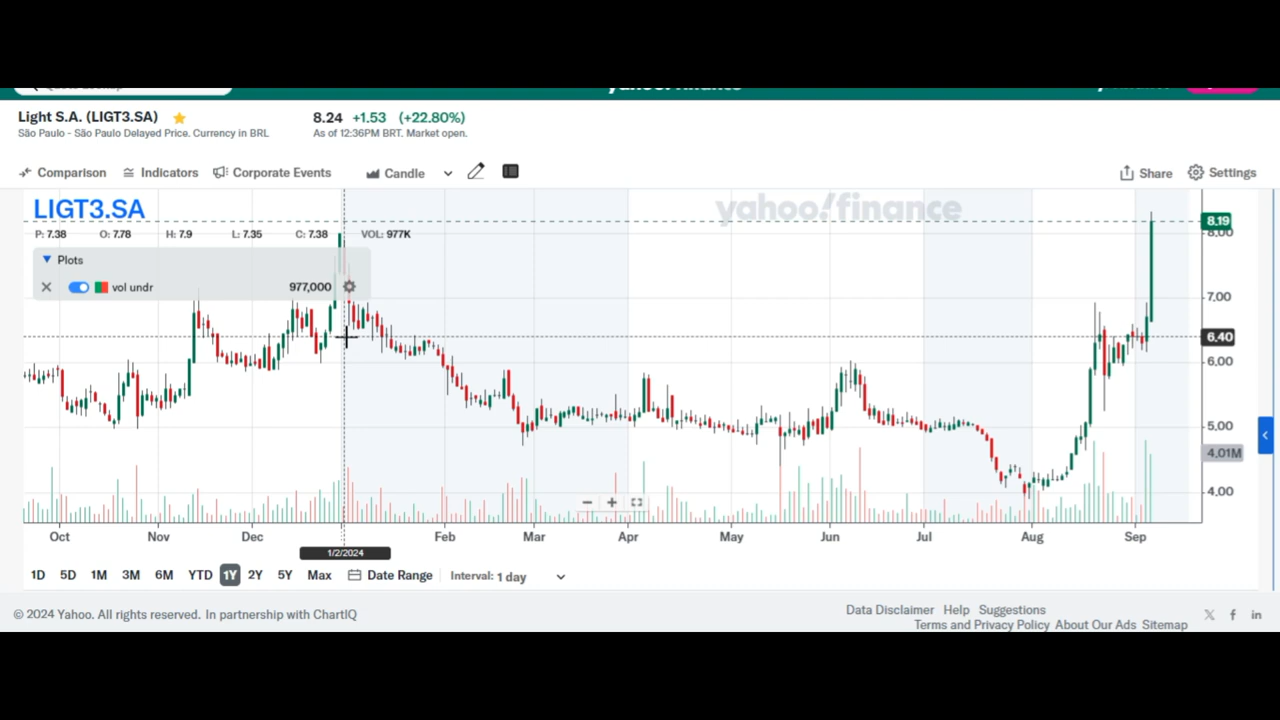 Light S.A. (LIGT3.SA) 8.24 +1.53 (+22.80%)
São Paulo - São Paulo Delayed Price. Currency in BRL As of 12:36PM BRT. Market open.
Comparison Indicators Corporate Events Candle Share Settings
LIGT3.SA
yahoo!finance
P: 7.38 O: 7.78 H: 7.9 L: 7.35 C: 7.38 VOL: 977K
Plots
vol undr 977,000
8.19
8.00
7.00
6.40
6.00
5.00
4.01M
4.00
Oct Nov Dec Feb Mar Apr May Jun Jul Aug Sep
1/2/2024
1D 5D 1M 3M 6M YTD 1Y 2Y 5Y Max Date Range Interval: 1 day
© 2024 Yahoo. All rights reserved. In partnership with ChartIQ
Data Disclaimer Help Suggestions
Terms and Privacy Policy About Our Ads Sitemap